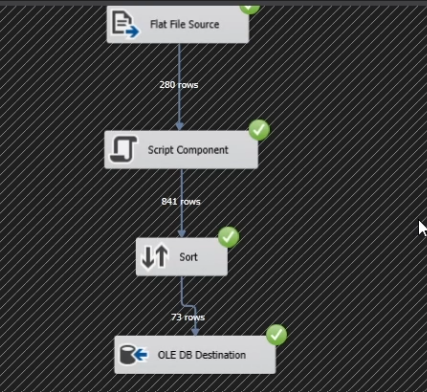 Flat File Source
280 rows
Script Component
841 rows
Sort
73 rows
OLE DB Destination